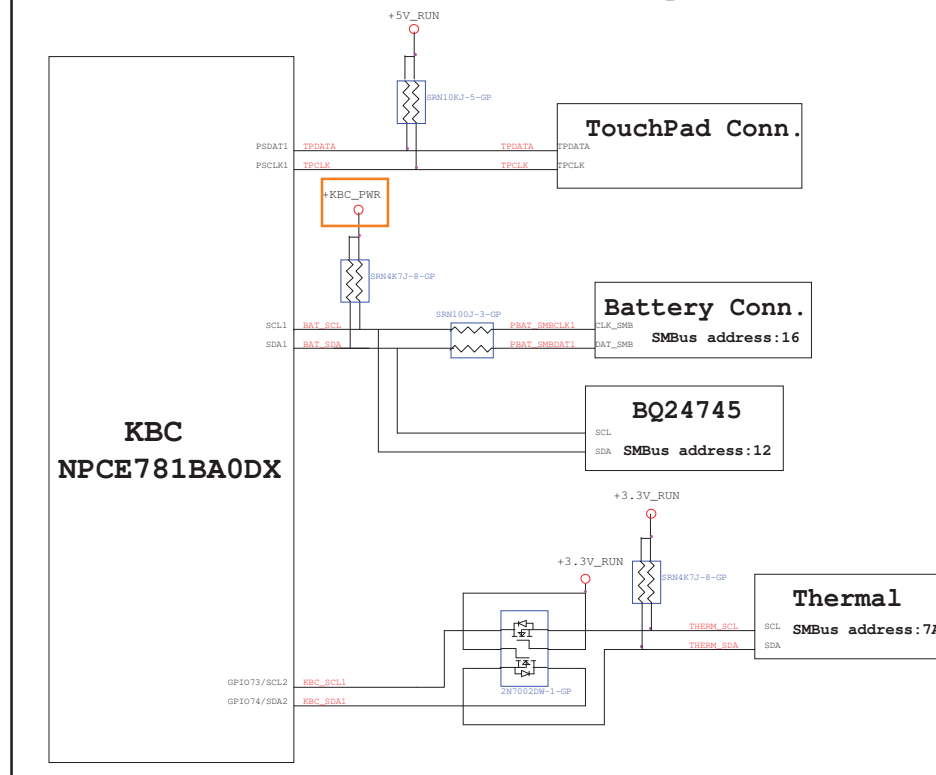 +5V_RUN
SRN10KJ-5-GP
TouchPad Conn.
PSDAT1 TPDATA TPDATA TPDATA
PSCLK1 TPCLK TPCLK TPCLK
+KBC_PWR
SRN4K7J-8-GP
Battery Conn.
SRN100J-3-GP
SCL1 BAT_SCL PBAT_SMBCLK1 CLK_SMB
SMBus address:16
SDA1 BAT_SDA PBAT_SMBDAT1 DAT_SMB
BQ24745
KBC
SCL
SDA SMBus address:12
NPCE781BA0DX
+3.3V_RUN
+3.3V_RUN
SRN4K7J-8-GP
Thermal
THERM_SCL SCL SMBus address:7A
THERM_SDA SDA
GPIO73/SCL2 KBC_SCL1
2N7002DW-1-GP
GPIO74/SDA2 KBC_SDA1